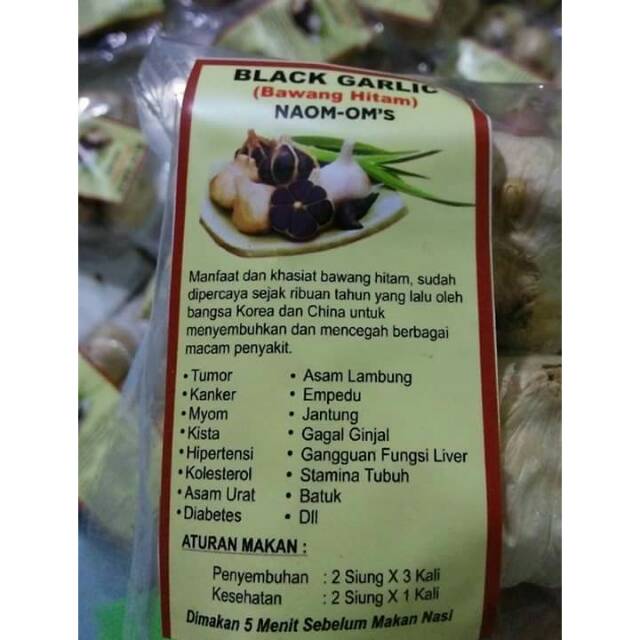 BLACK GARLIC
(Bawang Hitam)
NAOM-OM'S
Manfaat dan khasiat bawang hitam, sudah
dipercaya sejak ribuan tahun yang lalu oleh
bangsa Korea dan China untuk
menyembuhkan dan mencegah berbagai
macam penyakit.
• Tumor • Asam Lambung
• Kanker • Empedu
• Myom • Jantung
• Kista • Gagal Ginjal
• Hipertensi • Gangguan Fungsi Liver
• Kolesterol • Stamina Tubuh
• Asam Urat • Batuk
• Diabetes • Dll
ATURAN MAKAN :
Penyembuhan : 2 Siung X 3 Kali
Kesehatan : 2 Siung X 1 Kali
Dimakan 5 Menit Sebelum Makan Nasi